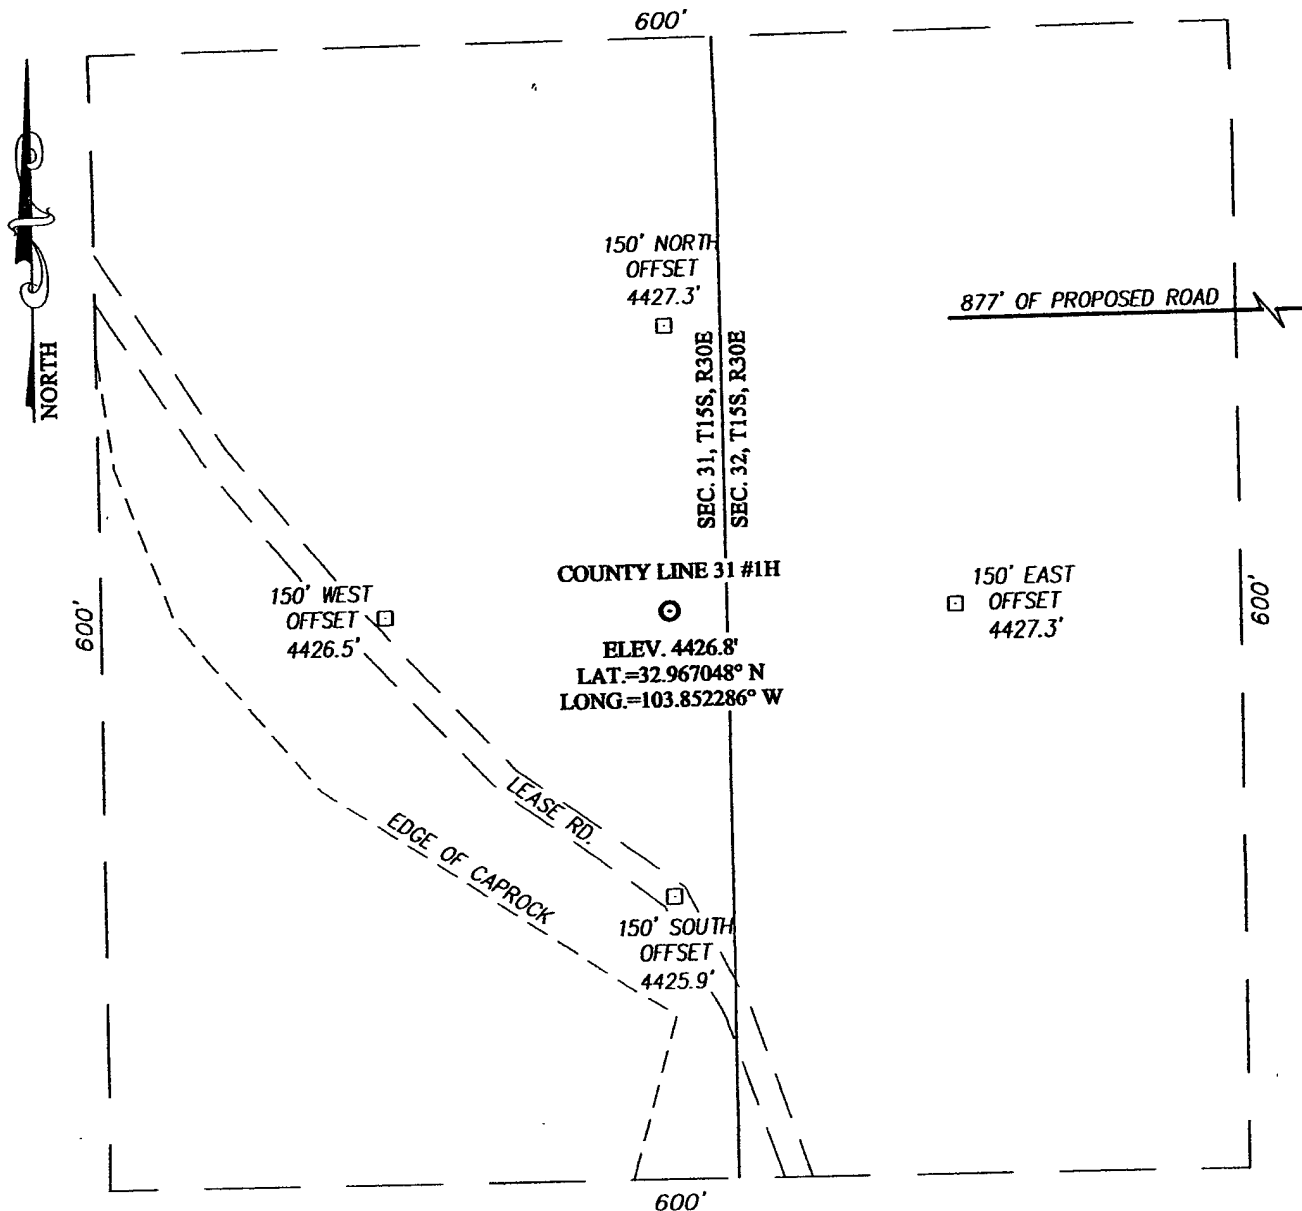 600'
150' NORTH
OFFSET
4427.3'
877' OF PROPOSED ROAD
NORTH
SEC. 31, T15S, R30E
SEC. 32, T15S, R30E
COUNTY LINE 31 #1H
ELEV. 4426.8'
LAT.=32.967048° N
LONG.=103.852286° W
150' WEST
OFFSET
4426.5'
150' EAST
OFFSET
4427.3'
600'
600'
LEASE RD.
EDGE OF CAPROCK
150' SOUTH
OFFSET
4425.9'
600'